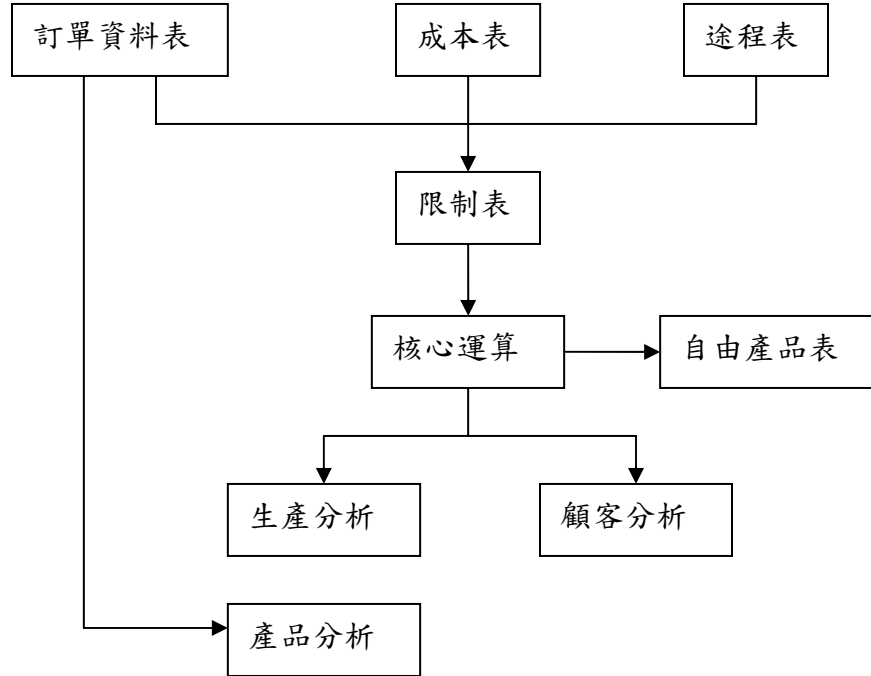 訂單資料表
成本表
途程表
限制表
核心運算
自由產品表
生產分析
顧客分析
產品分析